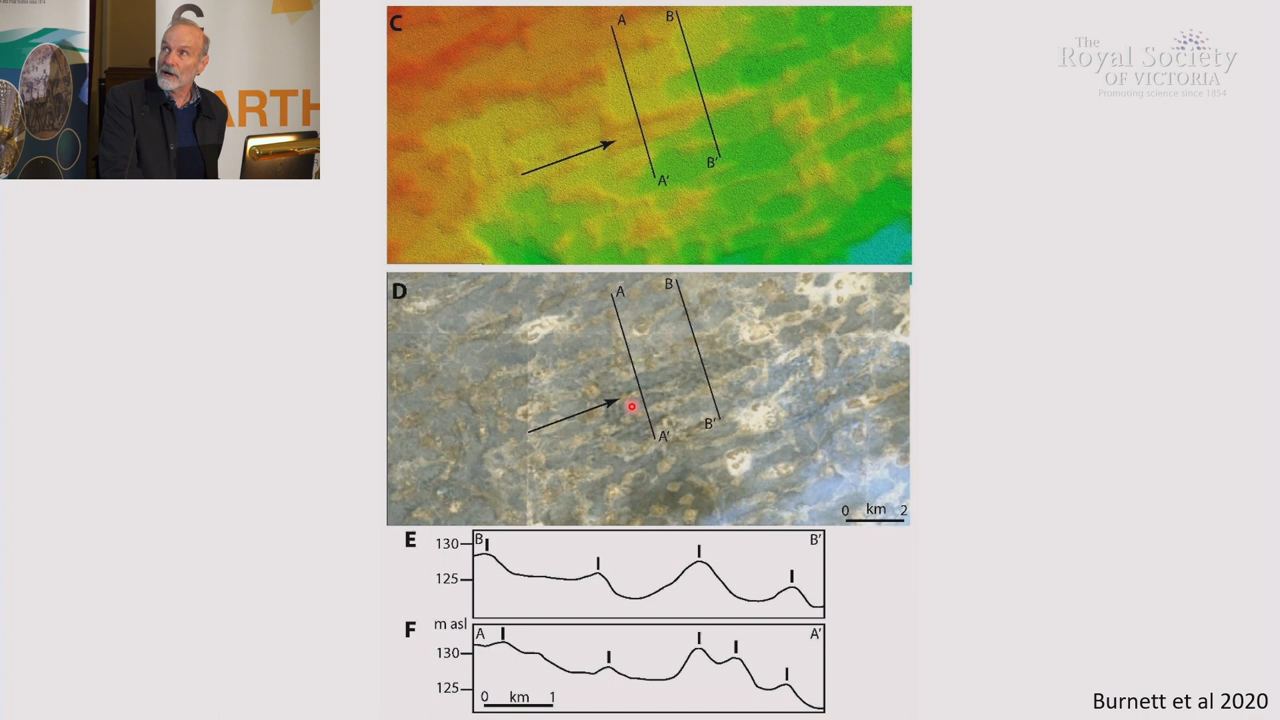 ARTH
The
Royal Society
OF VICTORIA
Promoting science since 1854
C
A
B
B'
A'
D
A
B
B'
A'
0 km 2
E
130
125
B
B'
F
m asl
130
125
A
A'
0 km 1
Burnett et al 2020